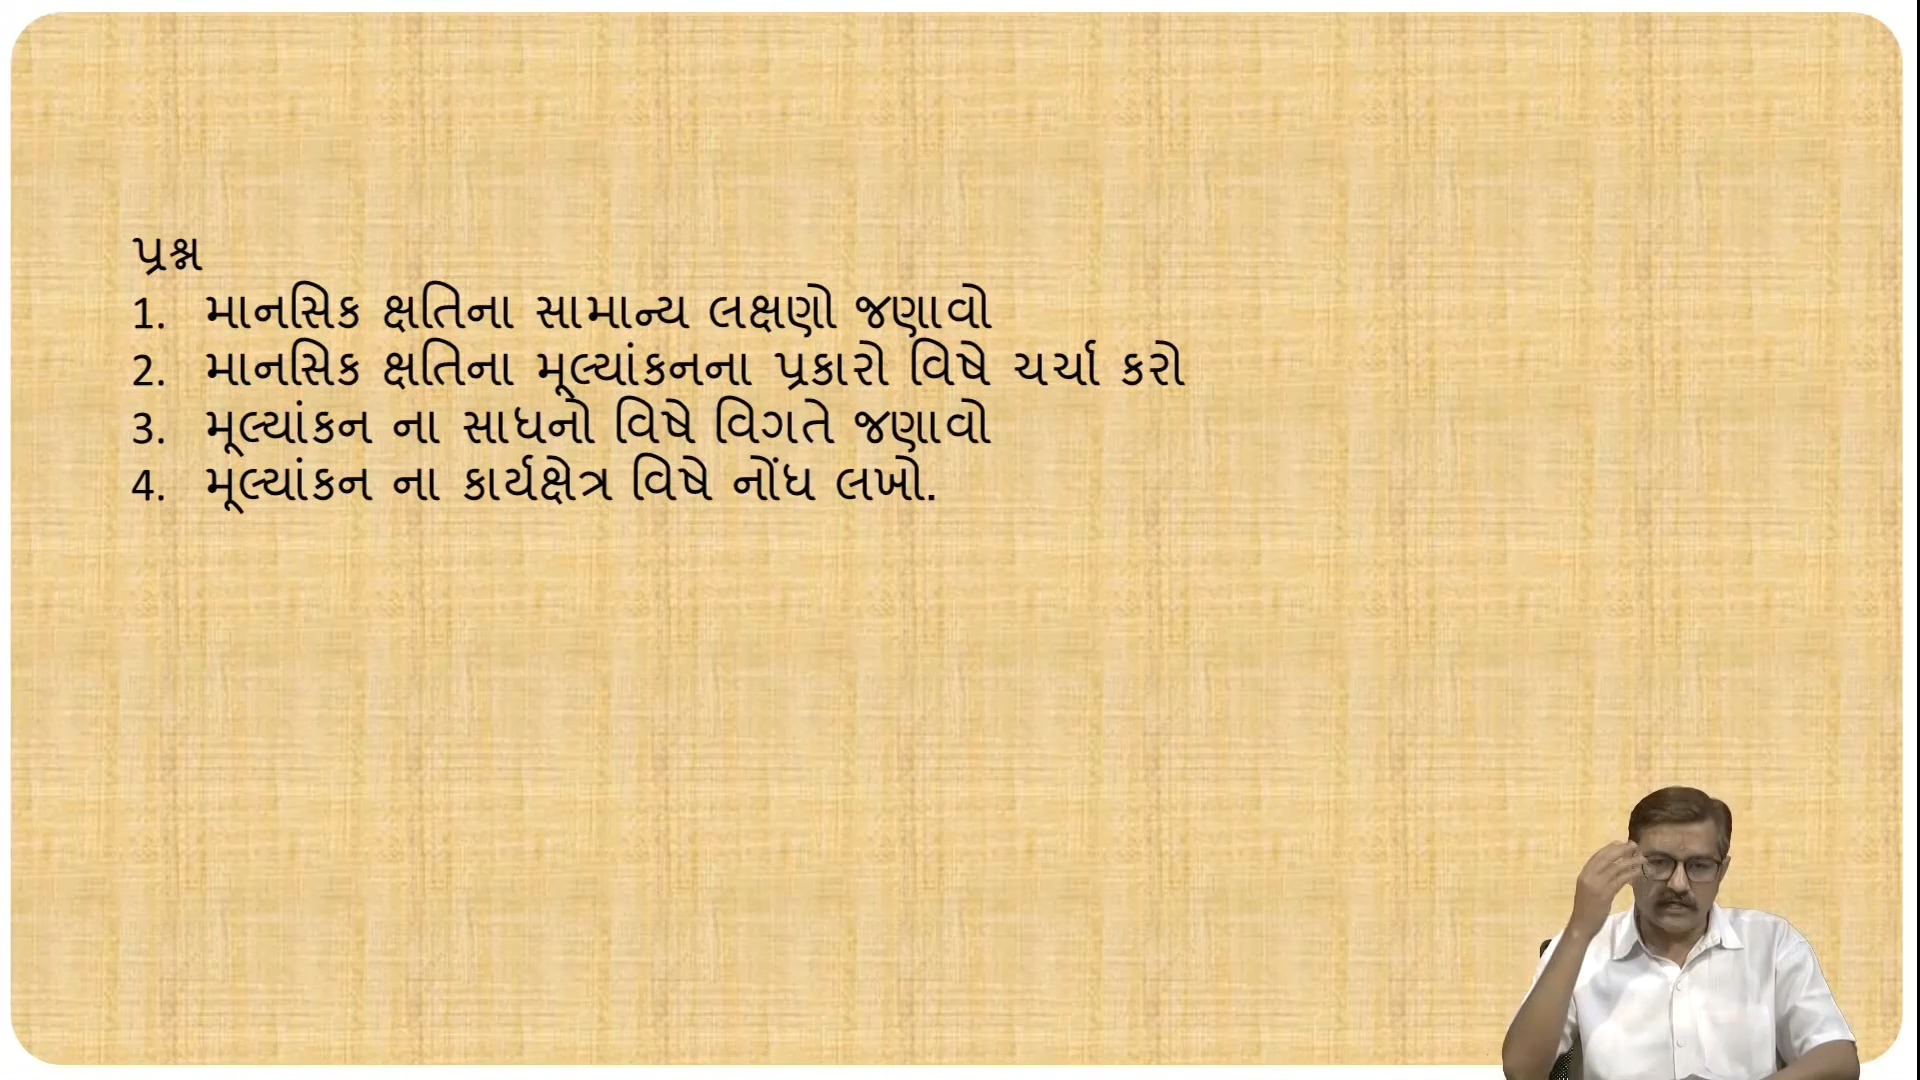 પ્રશ્ન
1. માનસિક ક્ષતિના સામાન્ય લક્ષણો જણાવો
2. માનસિક ક્ષતિના મૂલ્યાંકનના પ્રકારો વિષે ચર્ચા કરો
3. મૂલ્યાંકન ના સાધનો વિષે વિગતે જણાવો
4. મૂલ્યાંકન ના કાર્યક્ષેત્ર વિષે નોંધ લખો.